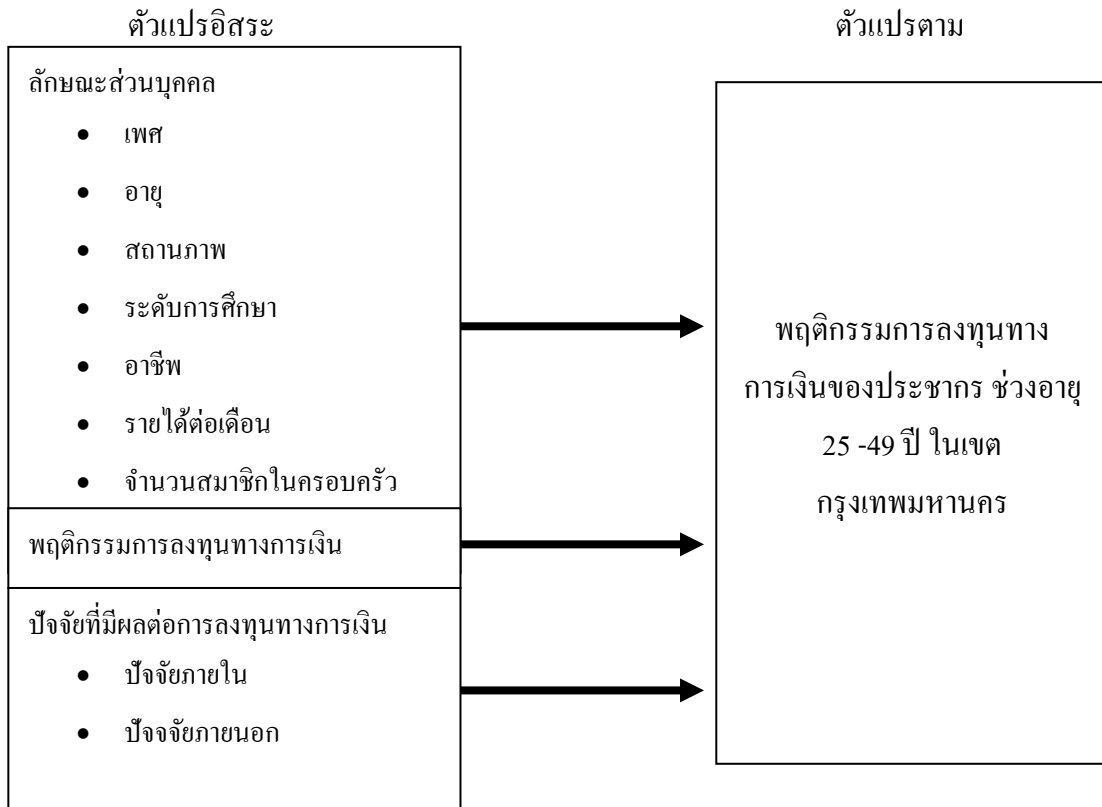 ตัวแปรอิสระ
ลักษณะส่วนบุคคล
• เพศ
• อายุ
• สถานภาพ
• ระดับการศึกษา
• อาชีพ
• รายได้ต่อเดือน
• จำนวนสมาชิกในครอบครัว
พฤติกรรมการลงทุนทางการเงิน
ปัจจัยที่มีผลต่อการลงทุนทางการเงิน
• ปัจจัยภายใน
• ปัจจจัยภายนอก
ตัวแปรตาม
พฤติกรรมการลงทุนทาง
การเงินของประชากร ช่วงอายุ
25 -49 ปี ในเขต
กรุงเทพมหานคร